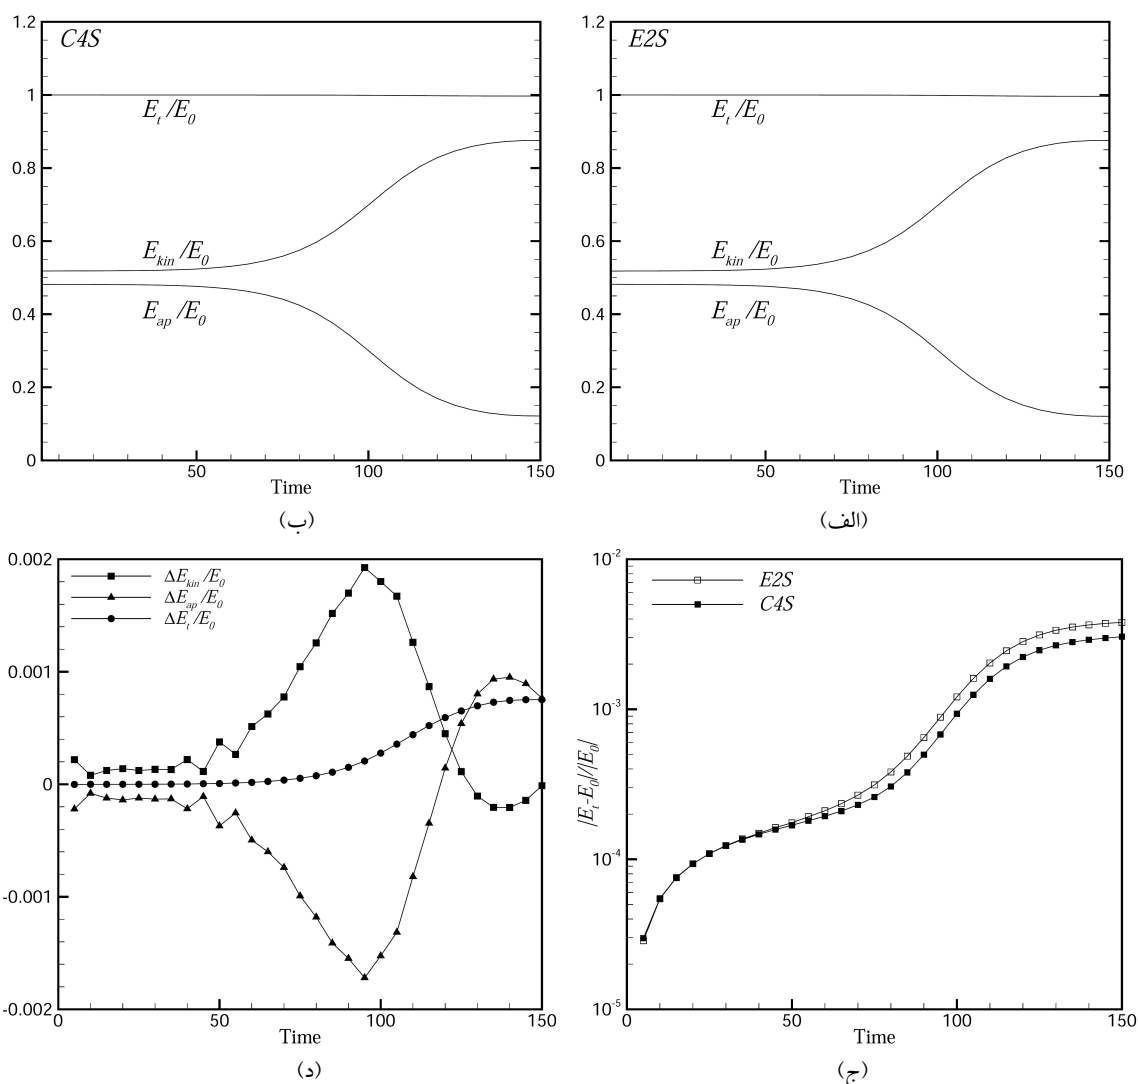 E2S
1.2
1
0.8
0.6
0.4
0.2
0
E_t /E_0
E_kin /E_0
E_ap /E_0
50 100 150
Time
(الف)
C4S
1.2
1
0.8
0.6
0.4
0.2
0
E_t /E_0
E_kin /E_0
E_ap /E_0
50 100 150
Time
(ب)
10^-2
10^-3
10^-4
10^-5
|E_t-E_0|/|E_0|
E2S
C4S
0 50 100 150
Time
(ج)
0.002
0.001
0
-0.001
-0.002
ΔE_kin /E_0
ΔE_ap /E_0
ΔE_t /E_0
0 50 100 150
Time
(د)